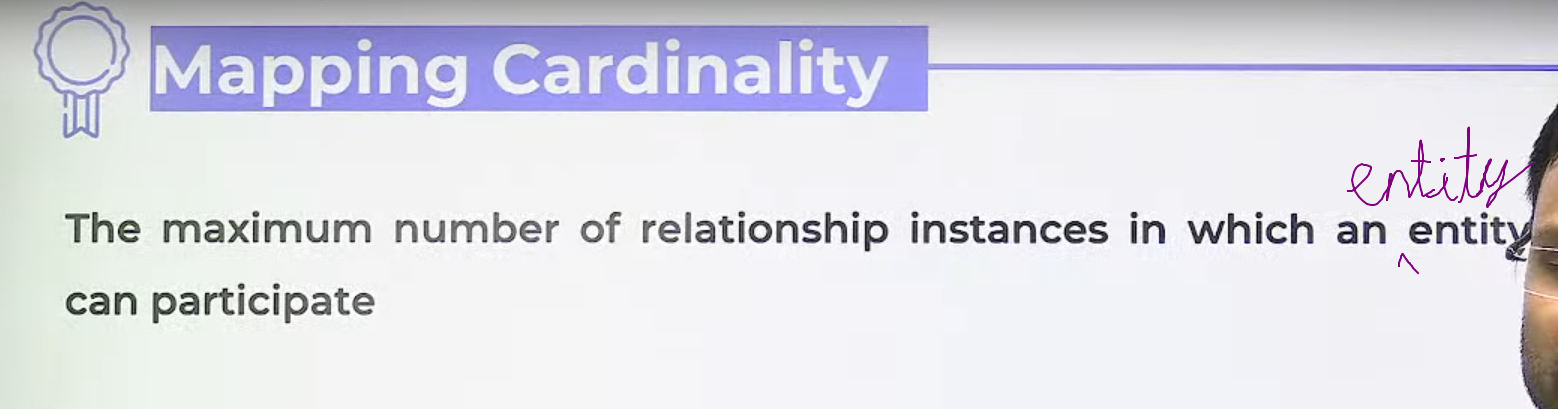 Mapping Cardinality
entity
The maximum number of relationship instances in which an entity
can participate